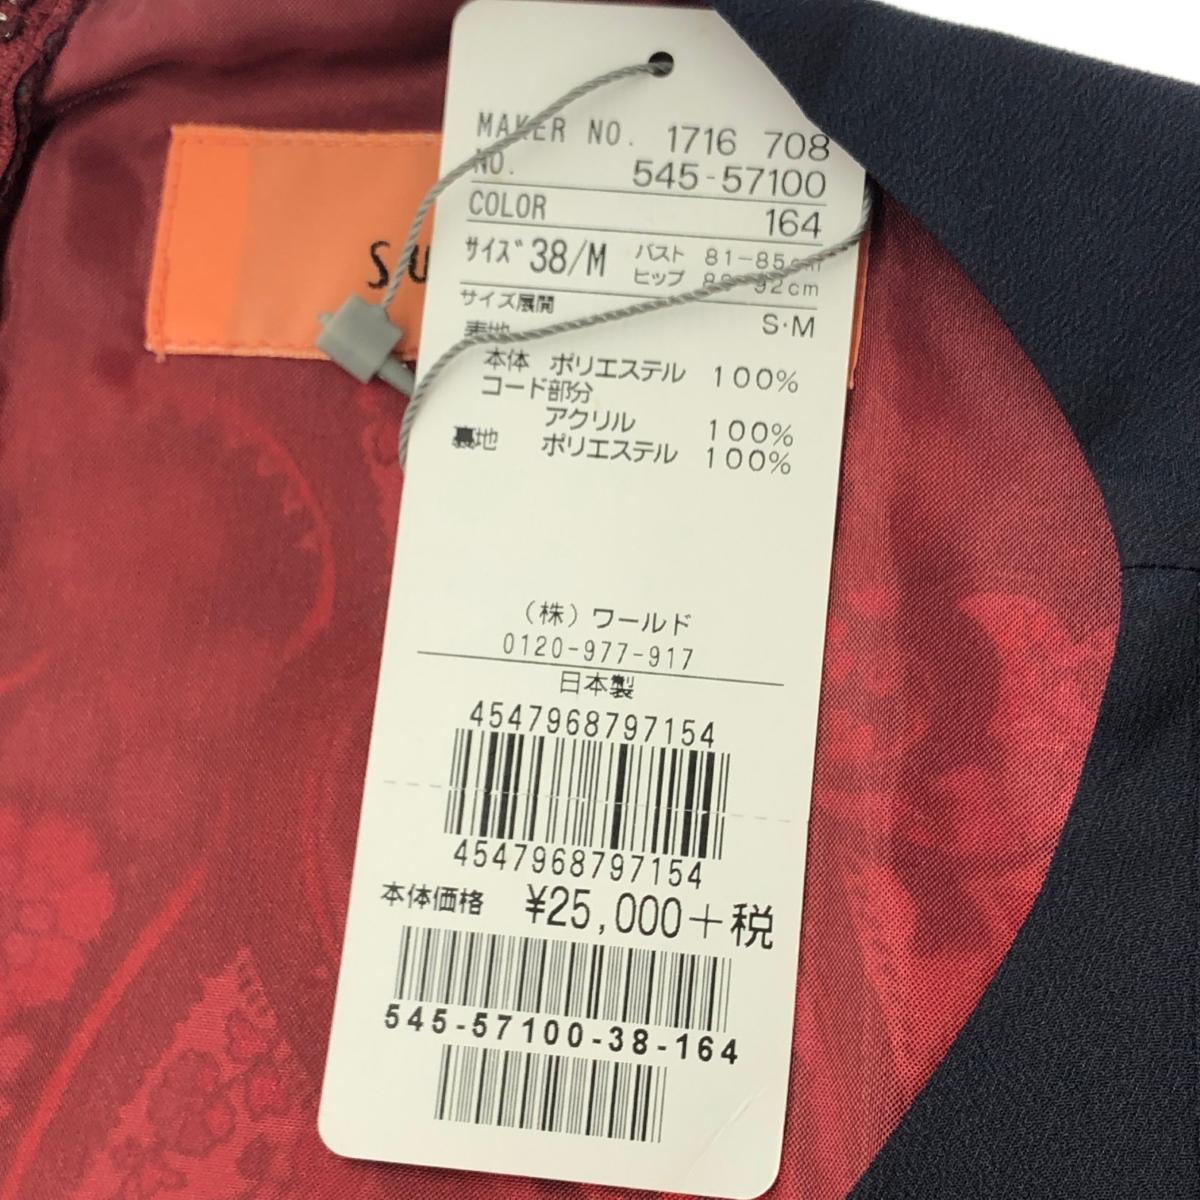 MAKER NO. 1716 708
NO. 545-57100
COLOR 164
サイズ 38/M バスト 81-85cm
ヒップ 92cm
サイズ展開 S·M
表地
本体 ポリエステル 100%
コード部分
アクリル 100%
裏地 ポリエステル 100%
(株)ワールド
0120-977-917
日本製
4547968797154
4547968797154
本体価格 ¥25,000+税
545-57100-38-164